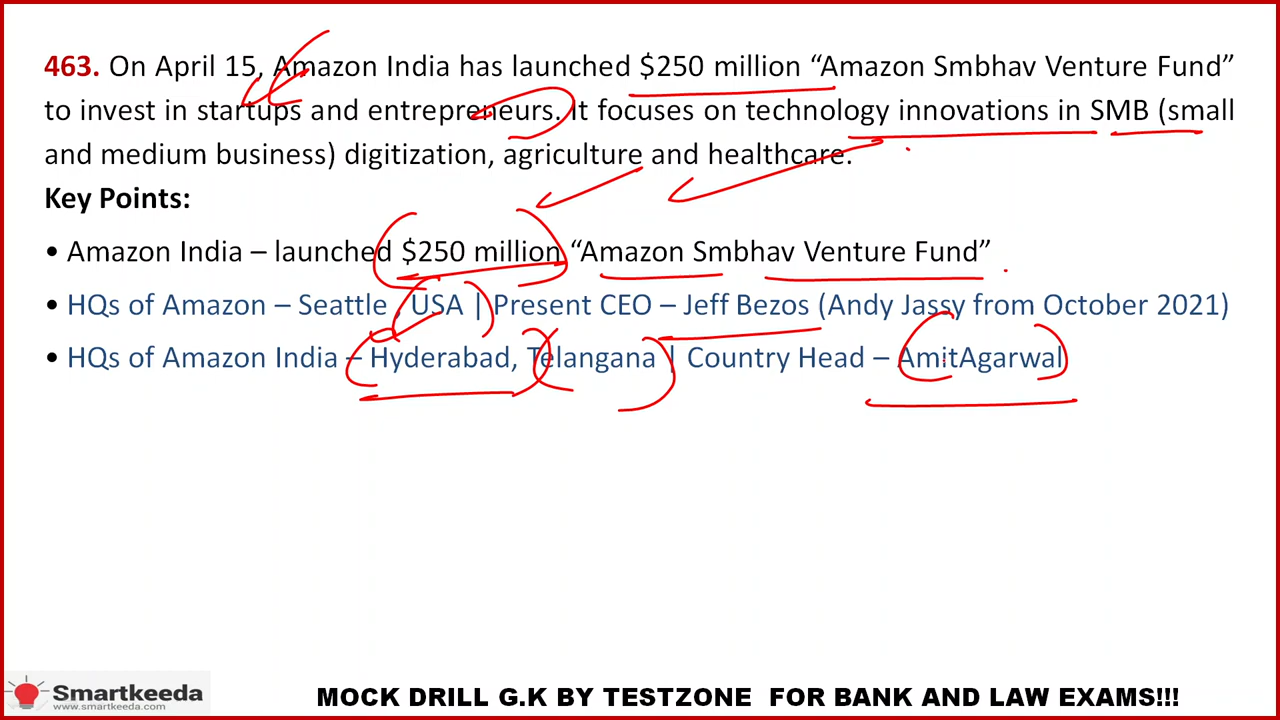 463. On April 15, Amazon India has launched $250 million “Amazon Smbhav Venture Fund”
to invest in startups and entrepreneurs. It focuses on technology innovations in SMB (small
and medium business) digitization, agriculture and healthcare.
Key Points:
• Amazon India – launched $250 million “Amazon Smbhav Venture Fund”
• HQs of Amazon – Seattle , USA | Present CEO – Jeff Bezos (Andy Jassy from October 2021)
• HQs of Amazon India – Hyderabad, Telangana | Country Head – AmitAgarwal
Smartkeeda
www.smartkeeda.com
MOCK DRILL G.K BY TESTZONE FOR BANK AND LAW EXAMS!!!